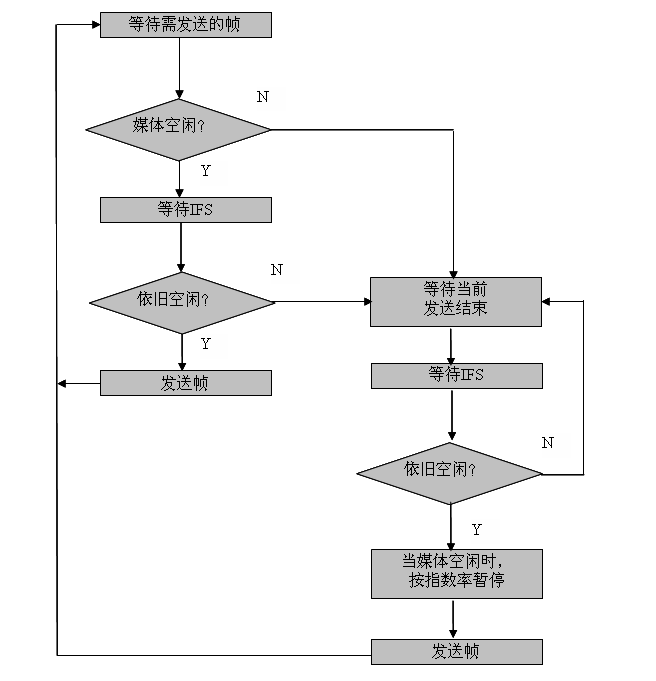 等待需发送的帧
N
媒体空闲?
Y
等待IFS
N
依旧空闲?
Y
发送帧
等待当前
发送结束
等待IFS
N
依旧空闲?
Y
当媒体空闲时,
按指数率暂停
发送帧